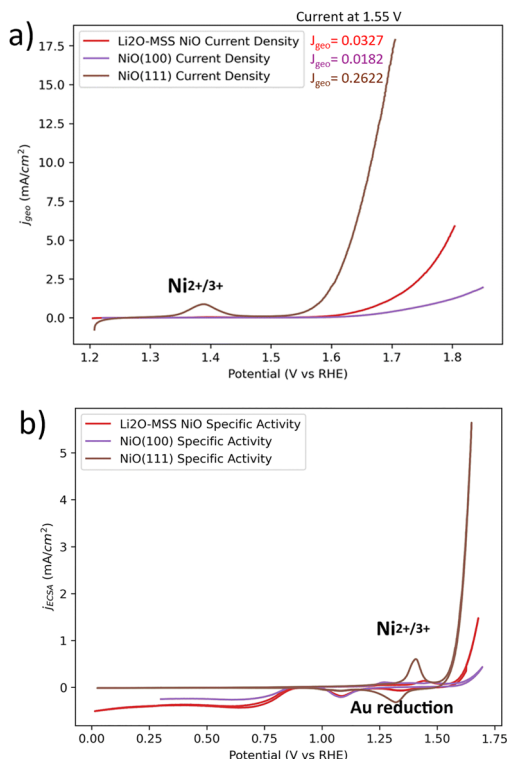 Current at 1.55 V
a)
Li2O-MSS NiO Current Density
NiO(100) Current Density
NiO(111) Current Density
Jgeo= 0.0327
Jgeo= 0.0182
Jgeo= 0.2622
17.5
15.0
12.5
10.0
7.5
5.0
2.5
0.0
jgeo (mA/cm²)
Ni2+/3+
1.2 1.3 1.4 1.5 1.6 1.7 1.8
Potential (V vs RHE)
b)
Li2O-MSS NiO Specific Activity
NiO(100) Specific Activity
NiO(111) Specific Activity
5
4
3
2
1
0
jECSA (mA/cm²)
Ni2+/3+
Au reduction
0.00 0.25 0.50 0.75 1.00 1.25 1.50 1.75
Potential (V vs RHE)